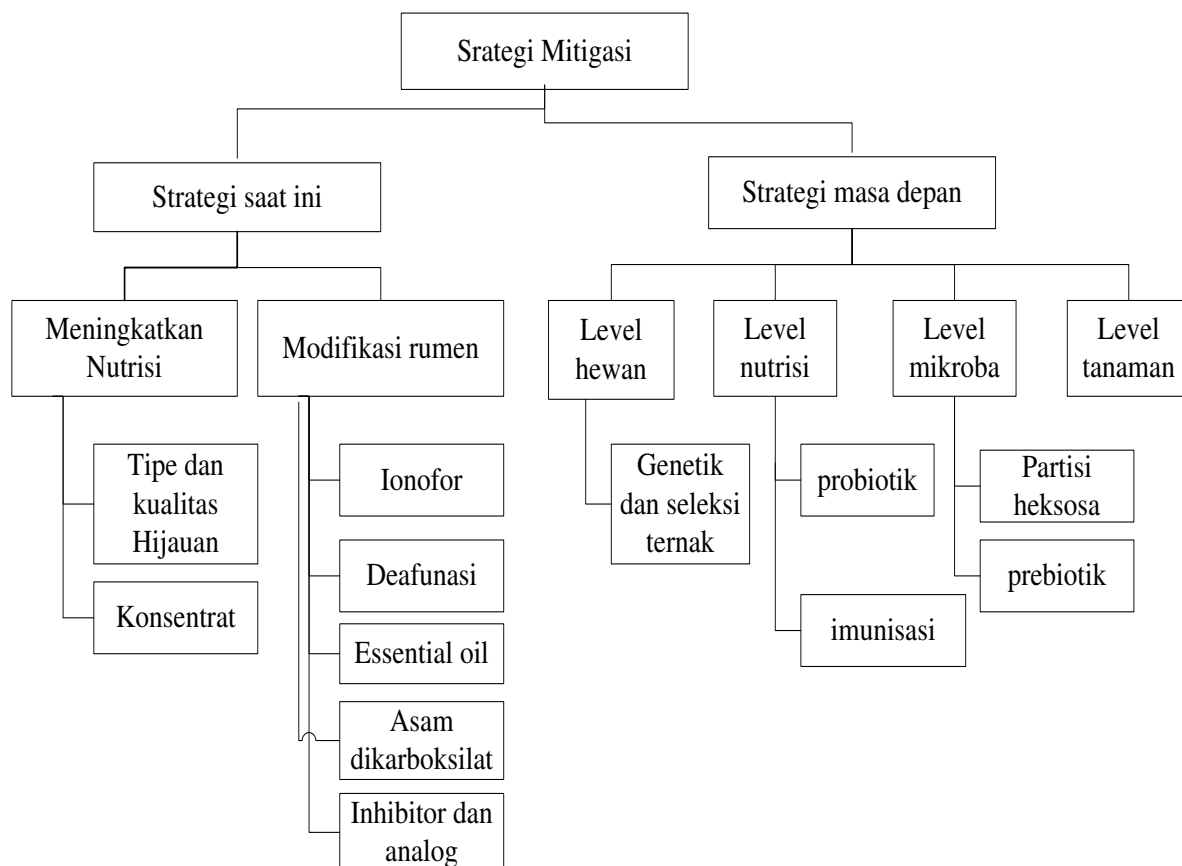 Srategi Mitigasi
Strategi saat ini
Strategi masa depan
Meningkatkan
Nutrisi
Modifikasi rumen
Level
hewan
Level
nutrisi
Level
mikroba
Level
tanaman
Tipe dan
kualitas
Hijauan
Konsentrat
Ionofor
Deafunasi
Essential oil
Asam
dikarboksilat
Inhibitor dan
analog
Genetik
dan seleksi
ternak
probiotik
imunisasi
Partisi
heksosa
prebiotik